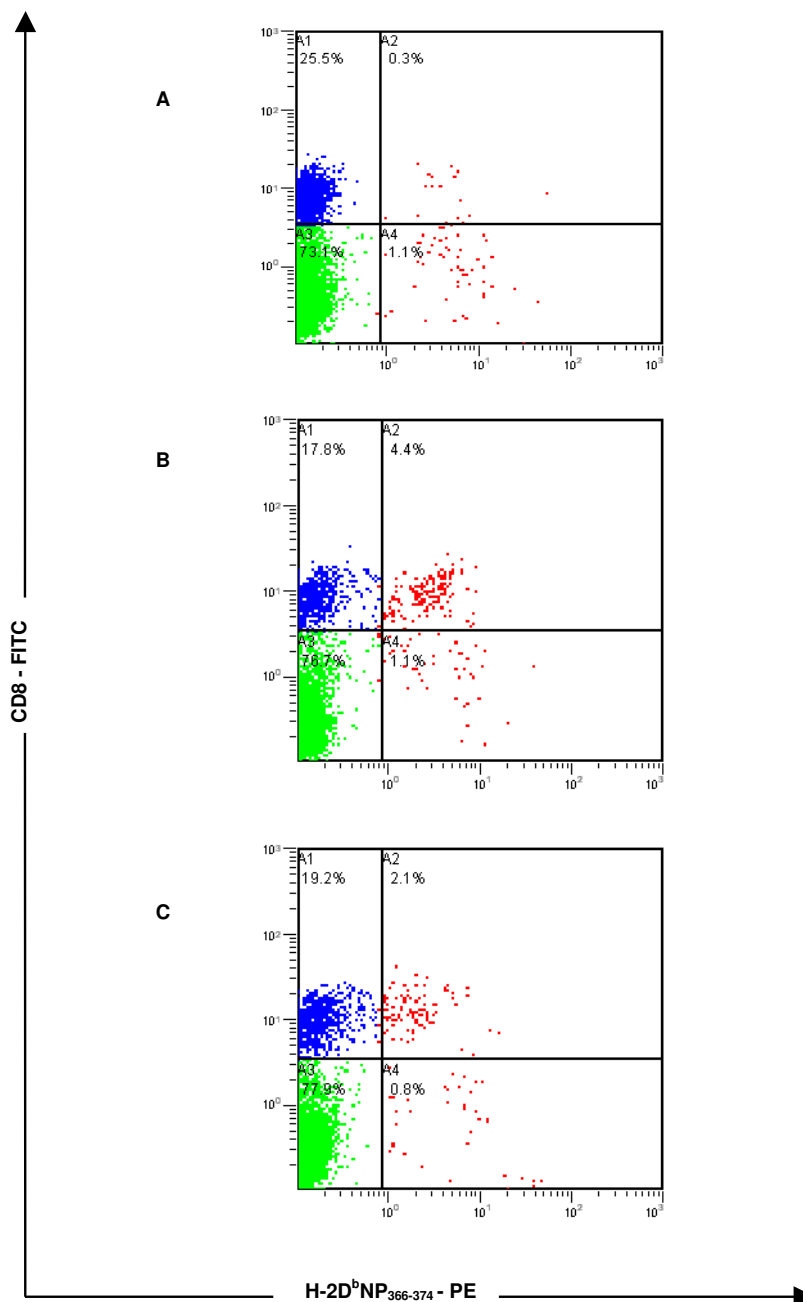 A
A1
25.5%
A2
0.3%
A3
73.1%
A4
1.1%
10³
10²
10¹
10⁰
10⁰
10¹
10²
10³
B
A1
17.8%
A2
4.4%
A3
76.7%
A4
1.1%
10³
10²
10¹
10⁰
10⁰
10¹
10²
10³
C
A1
19.2%
A2
2.1%
A3
77.9%
A4
0.8%
10³
10²
10¹
10⁰
10⁰
10¹
10²
10³
CD8 - FITC
H-2DᵇNP₃₆₆₋₃₇₄ - PE